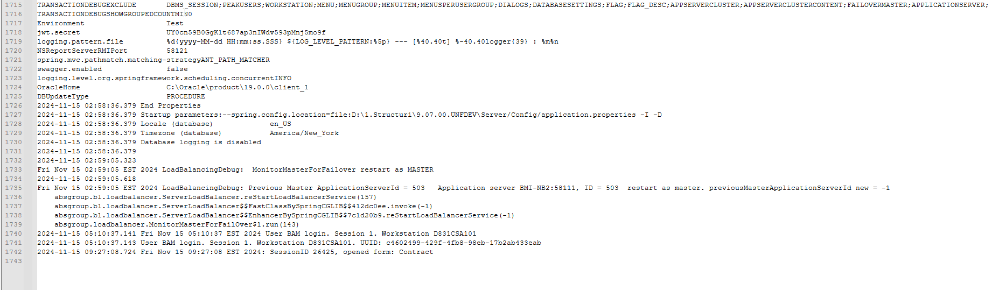 1715 TRANSACTIONDEBUGEXCLUDE DBMS_SESSION;PEAKUSERS;WORKSTATION;MENU;MENUGROUP;MENUITEM;MENUSPERUSERGROUP;DIALOGS;DATABASESETTINGS;FLAG;FLAG_DESC;APPSERVERCLUSTER;APPSERVERCLUSTERCONTENT;FAILOVERMASTER;APPLICATIONSERVER;
1716 TRANSACTIONDEBUGSHOWGROUPEDCOUNTMIN0
1717 Environment Test
1718 jwt.secret UY0cn59B0GgK1t687ap3nIWdv593pMnj5mo9f
1719 logging.pattern.file %d{yyyy-MM-dd HH:mm:ss.SSS} ${LOG_LEVEL_PATTERN:%5p} --- [%40.40t] %-40.40logger{39} : %m%n
1720 NSReportServerRMIPort 58121
1721 spring.mvc.pathmatch.matching-strategyANT_PATH_MATCHER
1722 swagger.enabled false
1723 logging.level.org.springframework.scheduling.concurrentINFO
1724 OracleHome C:\Oracle\product\19.0.0\client_1
1725 DBUpdateType PROCEDURE
1726 2024-11-15 02:58:36.379 End Properties
1727 2024-11-15 02:58:36.379 Startup parameters:--spring.config.location=file:D:\1.Structuri\9.07.00.UNFDEV\Server/Config/application.properties -I -D
1728 2024-11-15 02:58:36.379 Locale (database) en_US
1729 2024-11-15 02:58:36.379 Timezone (database) America/New_York
1730 2024-11-15 02:58:36.379 Database logging is disabled
1731 2024-11-15 02:58:36.379
1732 2024-11-15 02:59:05.323
1733 Fri Nov 15 02:59:05 EST 2024 LoadBalancingDebug:  MonitorMasterForFailover restart as MASTER
1734 2024-11-15 02:59:05.618
1735 Fri Nov 15 02:59:05 EST 2024 LoadBalancingDebug: Previous Master ApplicationServerId = 503   Application server BMI-NB2:58111, ID = 503  restart as master. previousMasterApplicationServerId new = -1
1736 absgroup.bl.loadbalancer.ServerLoadBalancer.reStartLoadBalancerService(157)
1737 absgroup.bl.loadbalancer.ServerLoadBalancer$$FastClassBySpringCGLIB$$412dc0ee.invoke(-1)
1738 absgroup.bl.loadbalancer.ServerLoadBalancer$$EnhancerBySpringCGLIB$$7c1d20b9.reStartLoadBalancerService(-1)
1739 absgroup.loadbalancer.MonitorMasterForFailOver$1.run(143)
1740 2024-11-15 05:10:37.141 Fri Nov 15 05:10:37 EST 2024 User BAM login. Session 1. Workstation D831CSA101
1741 2024-11-15 05:10:37.143 User BAM login. Session 1. Workstation D831CSA101. UUID: c4602499-429f-4fb8-98eb-17b2ab433eab
1742 2024-11-15 09:27:08.724 Fri Nov 15 09:27:08 EST 2024: SessionID 26425, opened form: Contract
1743